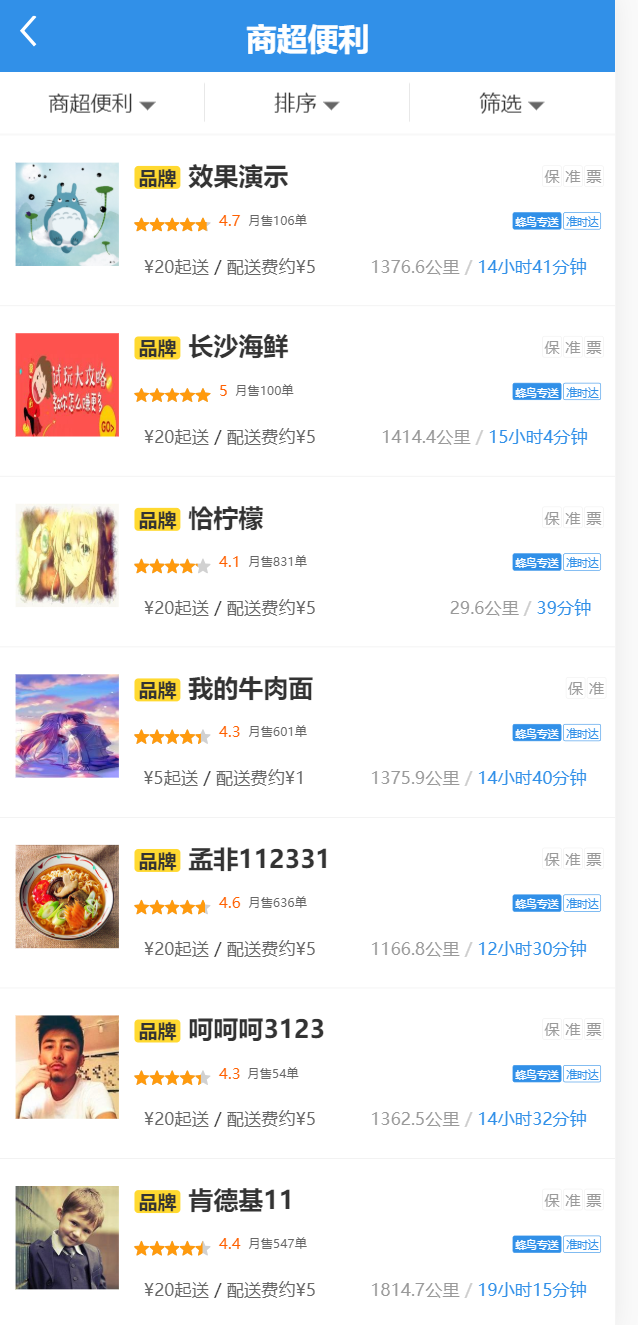 商超便利
商超便利 排序 筛选
品牌 效果演示 保 准 票
4.7 月售106单 蜂鸟专送 准时达
¥20起送 / 配送费约¥5 1376.6公里 / 14小时41分钟
试玩大攻略
教你怎么赚更多
GO>
品牌 长沙海鲜 保 准 票
5 月售100单 蜂鸟专送 准时达
¥20起送 / 配送费约¥5 1414.4公里 / 15小时4分钟
品牌 恰柠檬 保 准 票
4.1 月售831单 蜂鸟专送 准时达
¥20起送 / 配送费约¥5 29.6公里 / 39分钟
品牌 我的牛肉面 保 准
4.3 月售601单 蜂鸟专送 准时达
¥5起送 / 配送费约¥1 1375.9公里 / 14小时40分钟
品牌 孟非112331 保 准 票
4.6 月售636单 蜂鸟专送 准时达
¥20起送 / 配送费约¥5 1166.8公里 / 12小时30分钟
品牌 呵呵呵3123 保 准 票
4.3 月售54单 蜂鸟专送 准时达
¥20起送 / 配送费约¥5 1362.5公里 / 14小时32分钟
品牌 肯德基11 保 准 票
4.4 月售547单 蜂鸟专送 准时达
¥20起送 / 配送费约¥5 1814.7公里 / 19小时15分钟